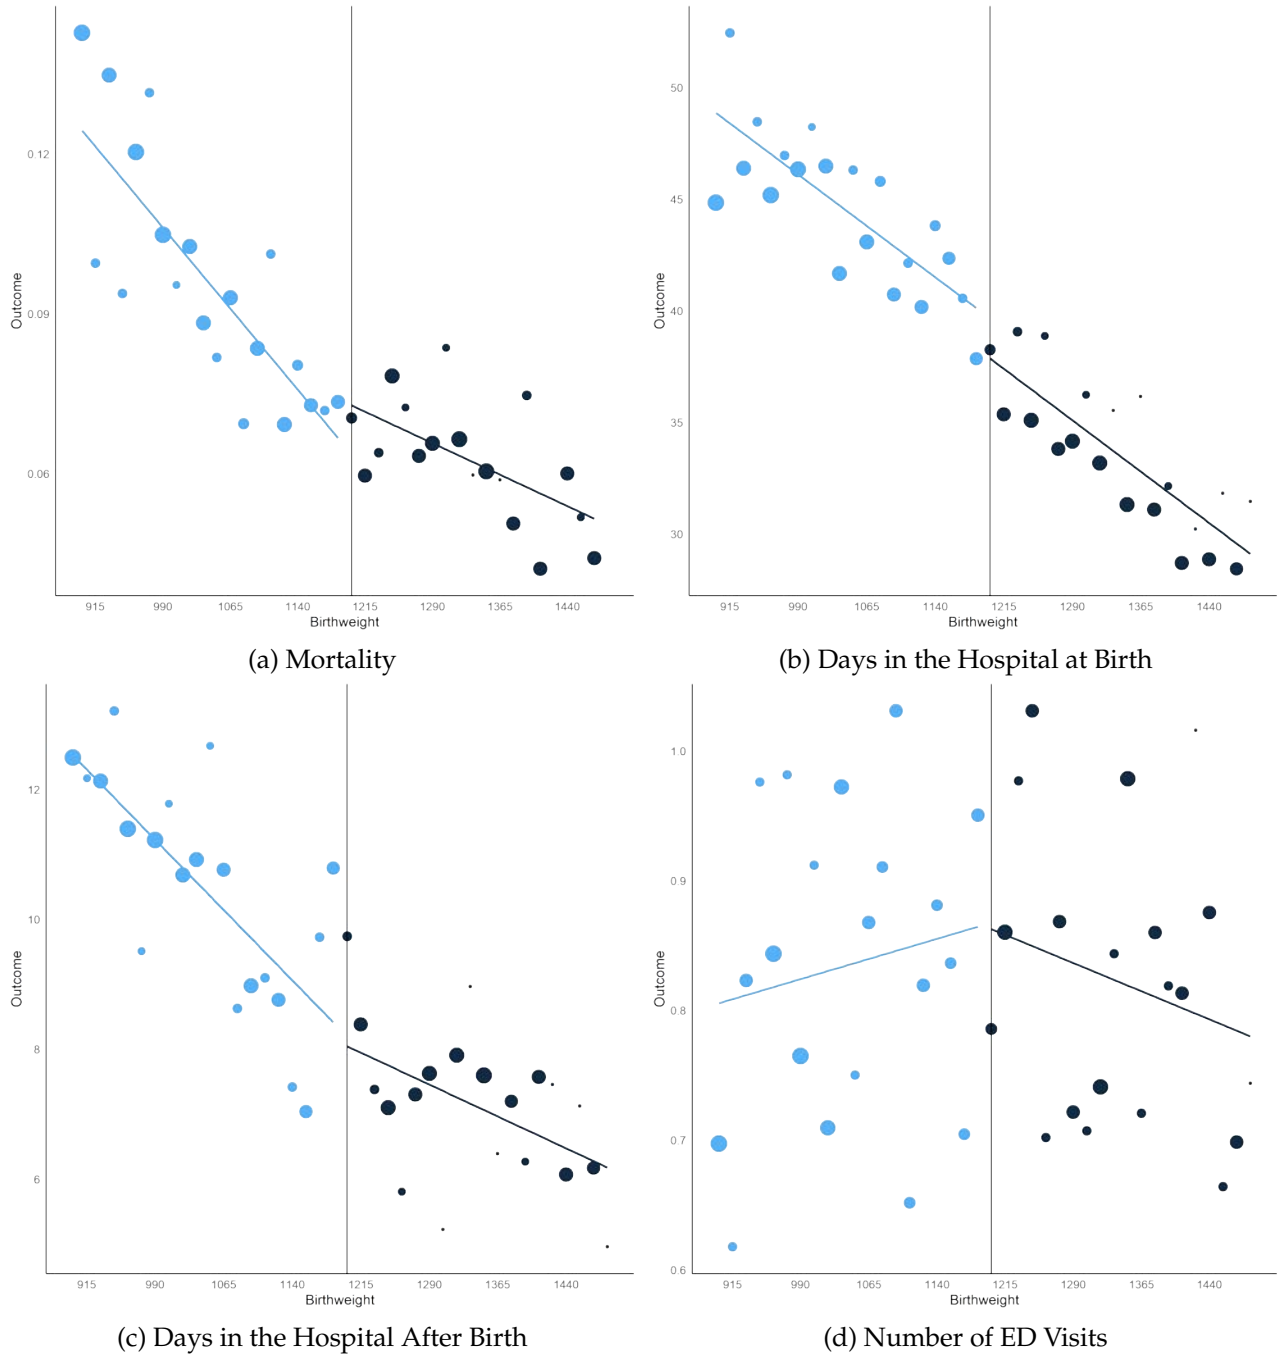 0.12
0.09
0.06
Outcome
915 990 1065 1140 1215 1290 1365 1440
Birthweight
(a) Mortality
50
45
40
35
30
Outcome
915 990 1065 1140 1215 1290 1365 1440
Birthweight
(b) Days in the Hospital at Birth
12
10
8
6
Outcome
915 990 1065 1140 1215 1290 1365 1440
Birthweight
(c) Days in the Hospital After Birth
1.0
0.9
0.8
0.7
0.6
Outcome
915 990 1065 1140 1215 1290 1365 1440
Birthweight
(d) Number of ED Visits